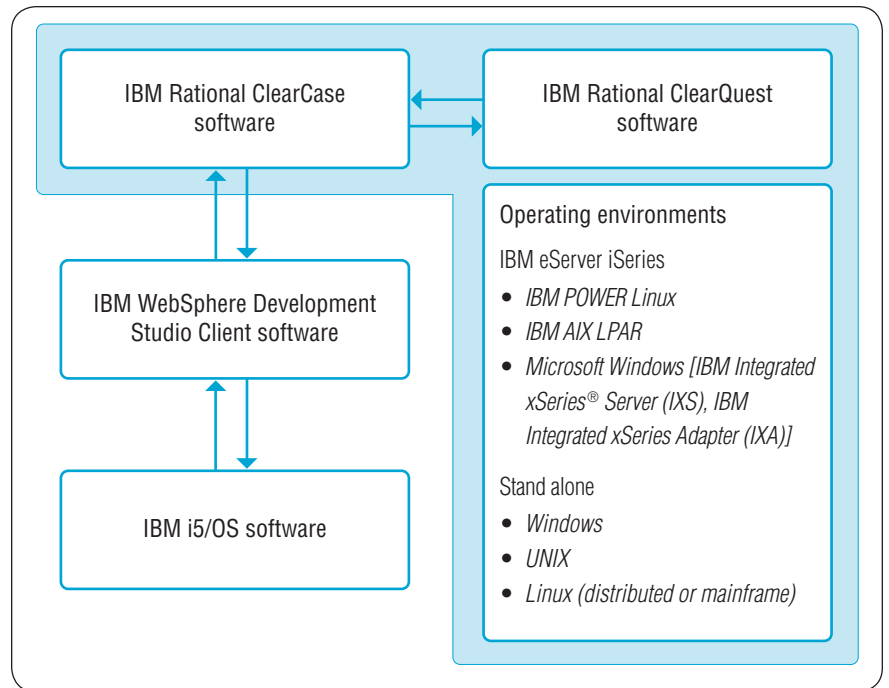 IBM Rational ClearCase
software
IBM Rational ClearQuest
software
IBM WebSphere Development
Studio Client software
IBM i5/OS software
Operating environments
IBM eServer iSeries
• IBM POWER Linux
• IBM AIX LPAR
• Microsoft Windows [IBM Integrated
xSeries® Server (IXS), IBM
Integrated xSeries Adapter (IXA)]
Stand alone
• Windows
• UNIX
• Linux (distributed or mainframe)